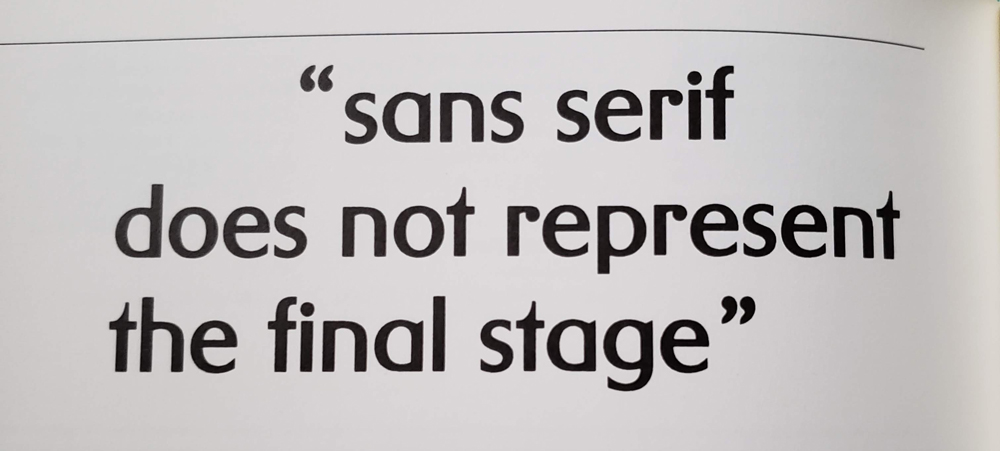 “sans serif
does not represent
the final stage”